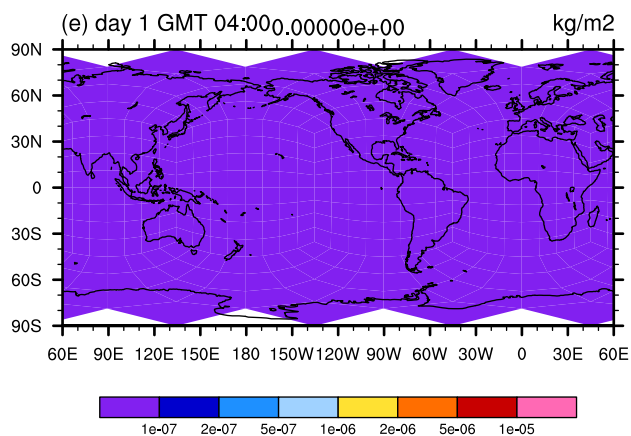 (e) day 1 GMT 04:00 0.00000e+00 kg/m2
90N
60N
30N
0
30S
60S
90S
60E 90E 120E 150E 180 150W 120W 90W 60W 30W 0 30E 60E
1e-07 2e-07 5e-07 1e-06 2e-06 5e-06 1e-05